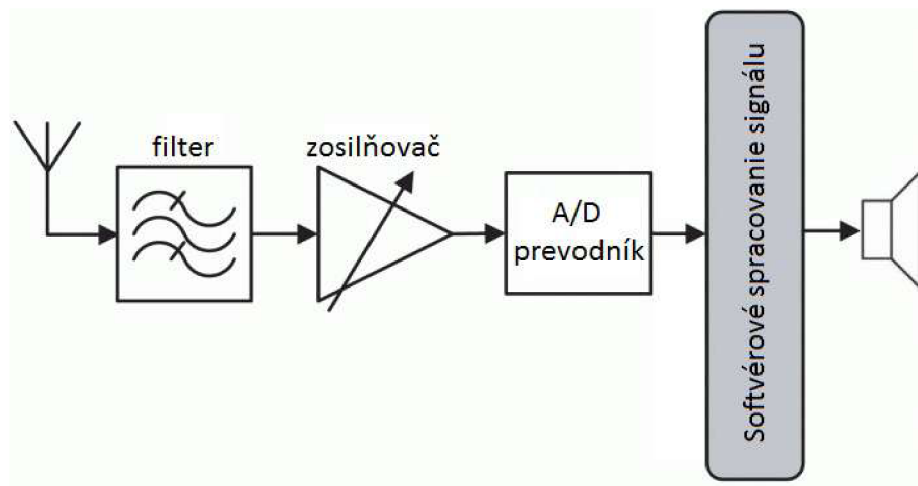 filter
zosilňovač
A/D
prevodník
Softvérové spracovanie signálu